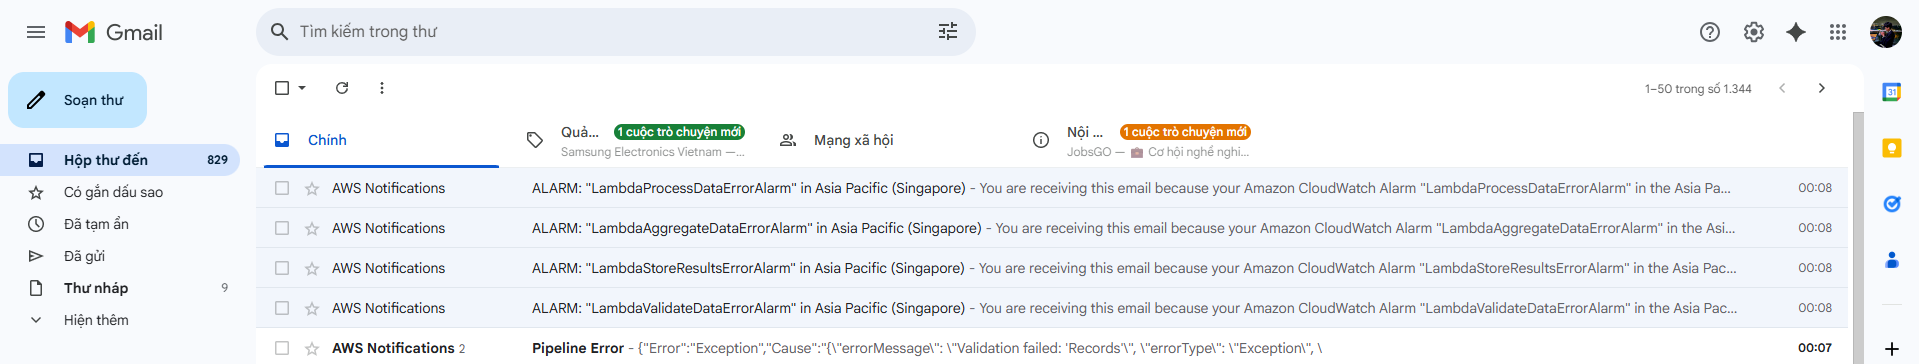 Gmail
Tìm kiếm trong thư
Soạn thư
1–50 trong số 1.344
Hộp thư đến 829
Có gắn dấu sao
Đã tạm ẩn
Đã gửi
Thư nháp 9
Hiện thêm
Chính
Quả... 1 cuộc trò chuyện mới
Samsung Electronics Vietnam —...
Mạng xã hội
Nội ... 1 cuộc trò chuyện mới
JobsGO — 💼 Cơ hội nghề nghi...
AWS Notifications ALARM: "LambdaProcessDataErrorAlarm" in Asia Pacific (Singapore) - You are receiving this email because your Amazon CloudWatch Alarm "LambdaProcessDataErrorAlarm" in the Asia Pa... 00:08
AWS Notifications ALARM: "LambdaAggregateDataErrorAlarm" in Asia Pacific (Singapore) - You are receiving this email because your Amazon CloudWatch Alarm "LambdaAggregateDataErrorAlarm" in the Asi... 00:08
AWS Notifications ALARM: "LambdaStoreResultsErrorAlarm" in Asia Pacific (Singapore) - You are receiving this email because your Amazon CloudWatch Alarm "LambdaStoreResultsErrorAlarm" in the Asia Pac... 00:08
AWS Notifications ALARM: "LambdaValidateDataErrorAlarm" in Asia Pacific (Singapore) - You are receiving this email because your Amazon CloudWatch Alarm "LambdaValidateDataErrorAlarm" in the Asia Pac... 00:08
AWS Notifications 2 Pipeline Error - {"Error":"Exception","Cause":"{\"errorMessage\": \"Validation failed: 'Records'\", \"errorType\": \"Exception\", \ 00:07
31